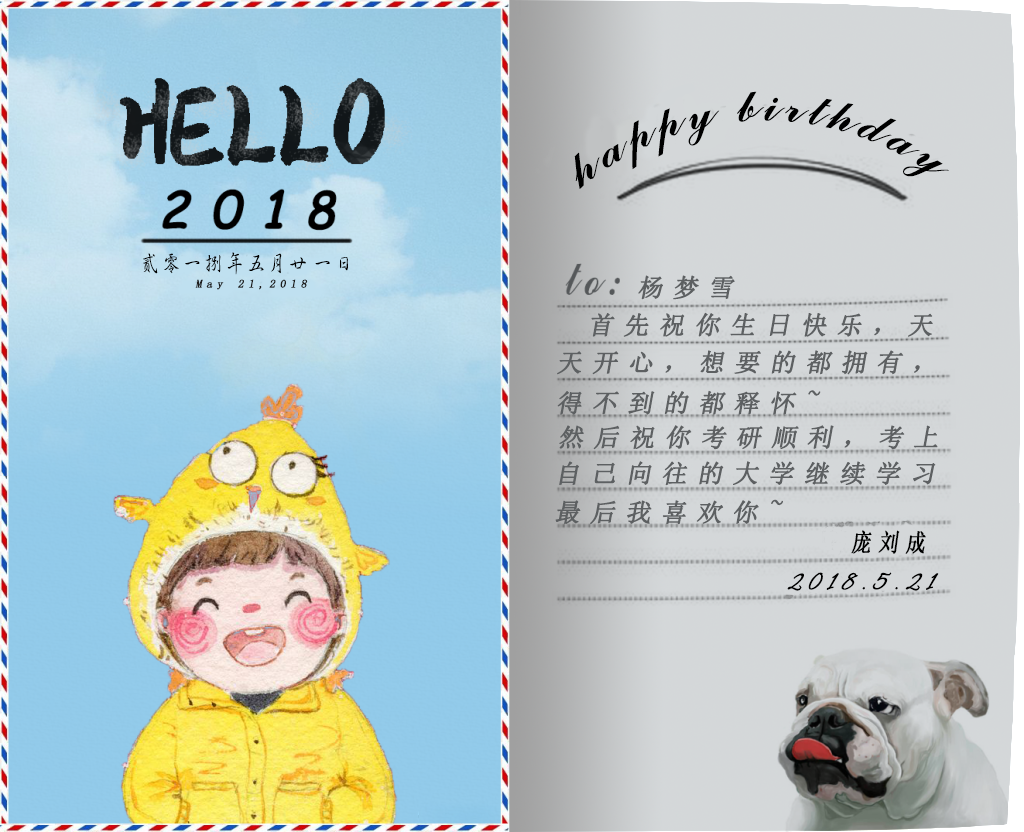 HELLO
2018
贰零一捌年五月廿一日
May 21,2018
happy birthday
to: 杨梦雪
首先祝你生日快乐，天
天开心，想要的都拥有，
得不到的都释怀~
然后祝你考研顺利，考上
自己向往的大学继续学习
最后我喜欢你~
庞刘成
2018.5.21